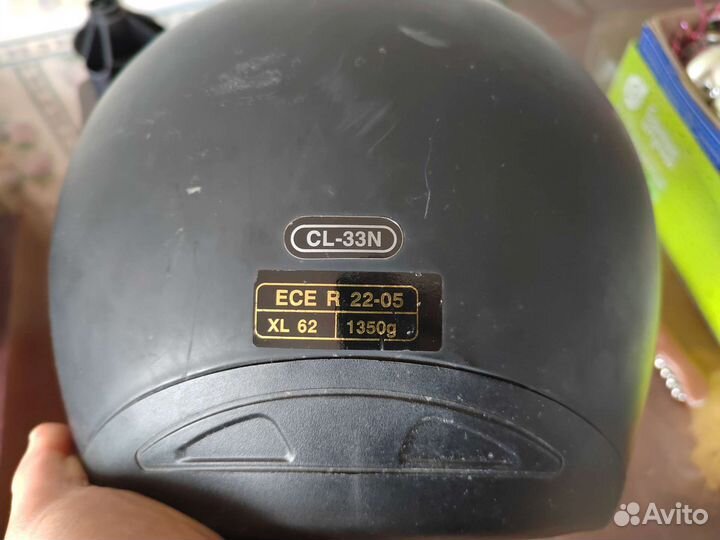 CL-33N
ECE R 22-05
XL 62 1350g
Avito